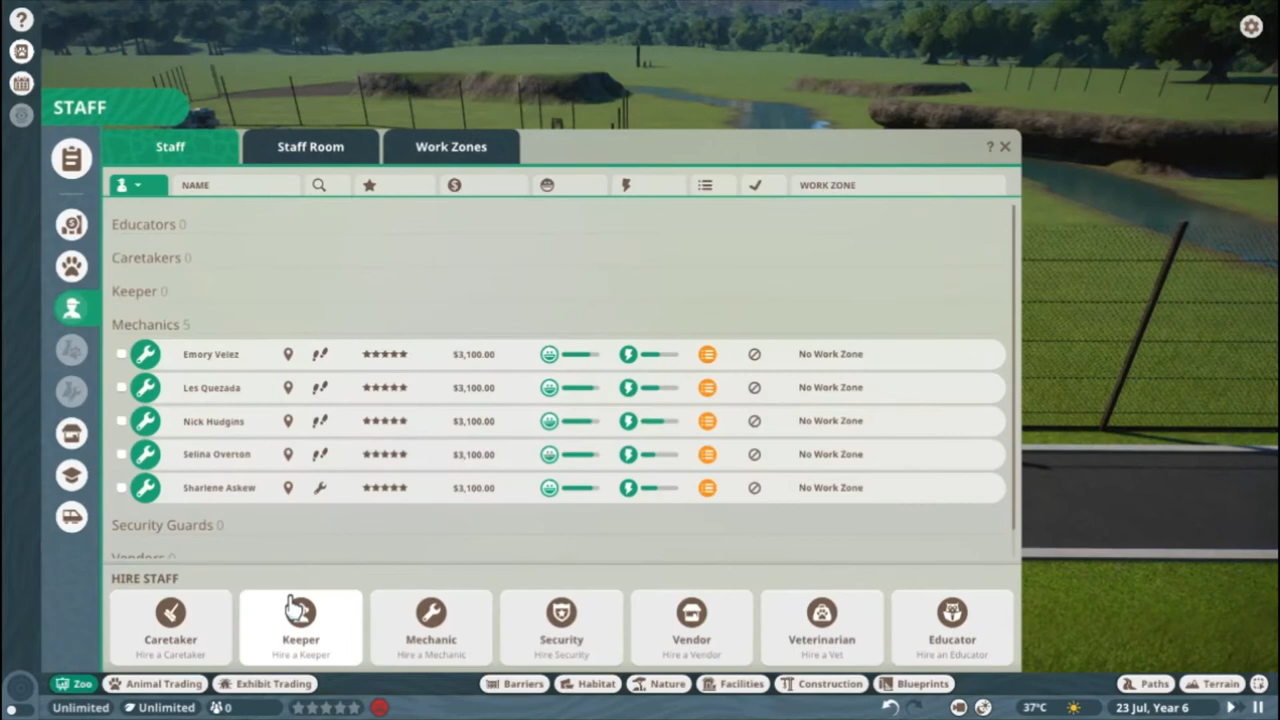 STAFF
Staff Staff Room Work Zones
NAME WORK ZONE
Educators 0
Caretakers 0
Keeper 0
Mechanics 5
Emory Velez $3,100.00 No Work Zone
Les Quezada $3,100.00 No Work Zone
Nick Hudgins $3,100.00 No Work Zone
Selina Overton $3,100.00 No Work Zone
Sharlene Askew $3,100.00 No Work Zone
Security Guards 0
Vendors 0
HIRE STAFF
Caretaker Keeper Mechanic Security Vendor Veterinarian Educator
Hire a Caretaker Hire a Keeper Hire a Mechanic Hire Security Hire a Vendor Hire a Vet Hire an Educator
Zoo Animal Trading Exhibit Trading Barriers Habitat Nature Facilities Construction Blueprints Paths Terrain
Unlimited Unlimited 0 37°C 23 Jul, Year 6